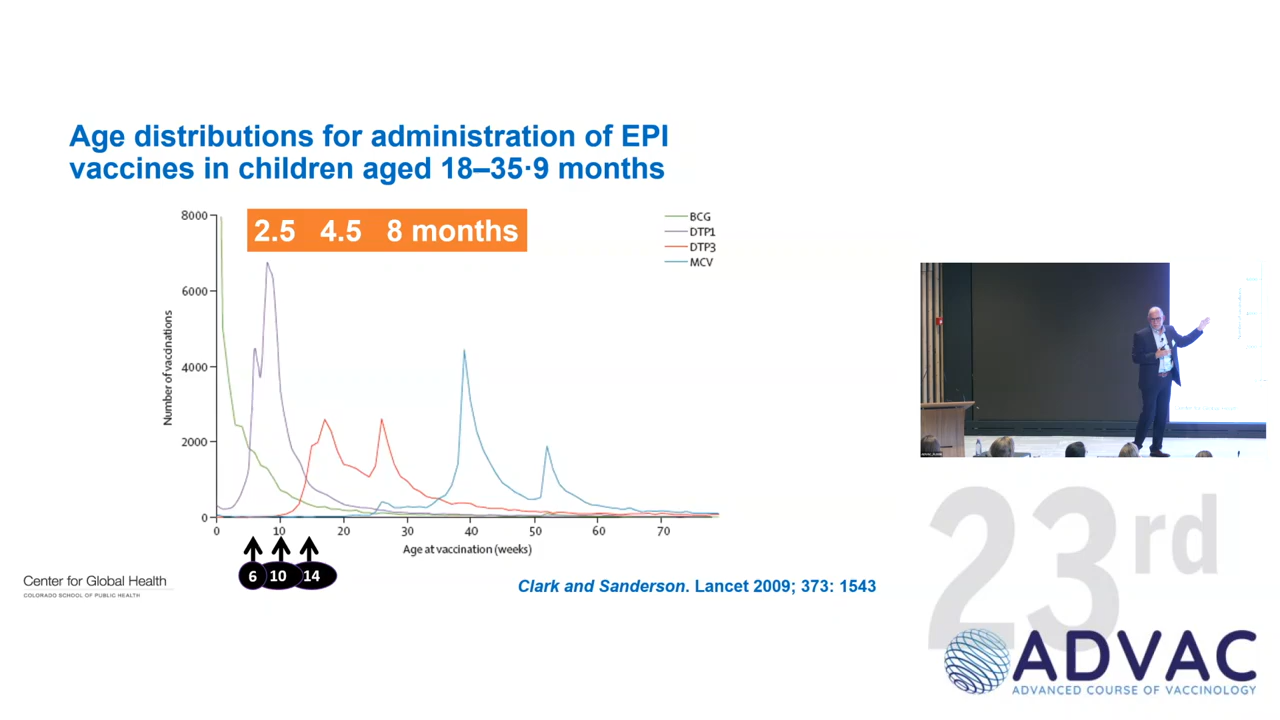 Age distributions for administration of EPI
vaccines in children aged 18–35·9 months
2.5 4.5 8 months
8000
6000
4000
2000
0
Number of vaccinations
BCG
DTP1
DTP3
MCV
0 10 20 30 40 50 60 70
Age at vaccination (weeks)
6 10 14
Center for Global Health
COLORADO SCHOOL OF PUBLIC HEALTH
Clark and Sanderson. Lancet 2009; 373: 1543
23rd
ADVAC
ADVANCED COURSE OF VACCINOLOGY